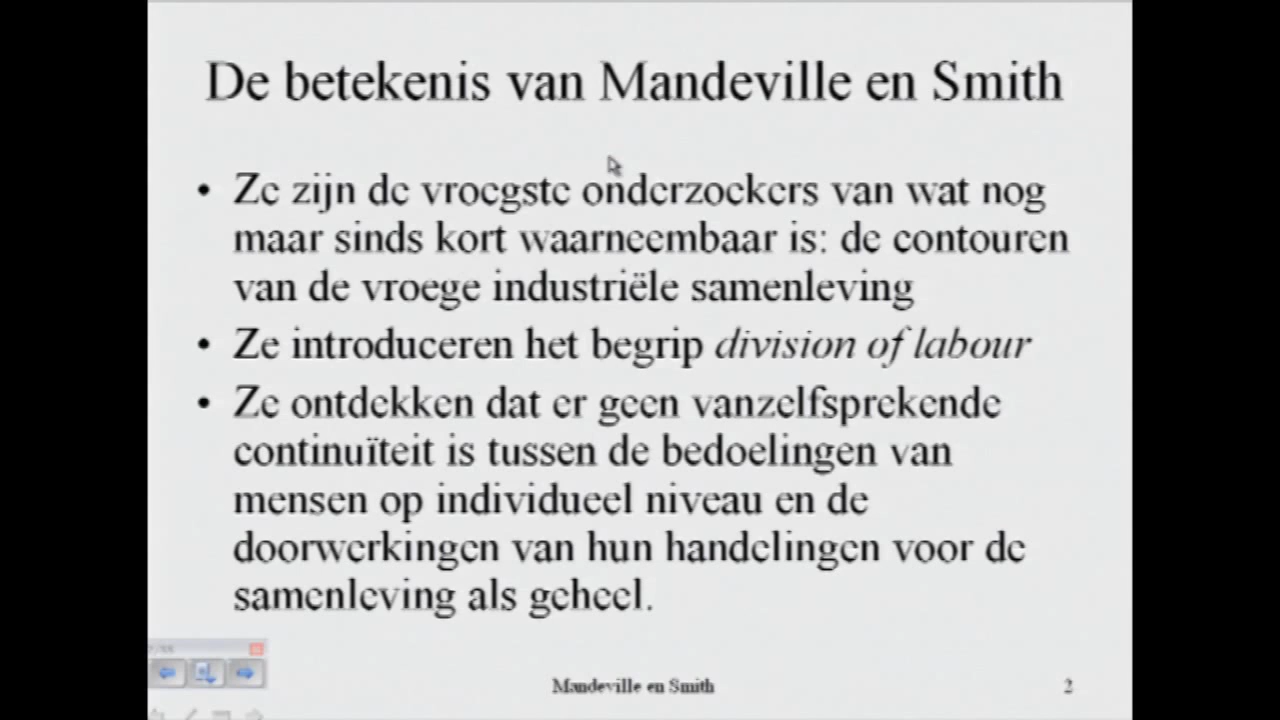 De betekenis van Mandeville en Smith
• Ze zijn de vroegste onderzoekers van wat nog
maar sinds kort waarneembaar is: de contouren
van de vroege industriële samenleving
• Ze introduceren het begrip division of labour
• Ze ontdekken dat er geen vanzelfsprekende
continuïteit is tussen de bedoelingen van
mensen op individueel niveau en de
doorwerkingen van hun handelingen voor de
samenleving als geheel.
Mandeville en Smith
2